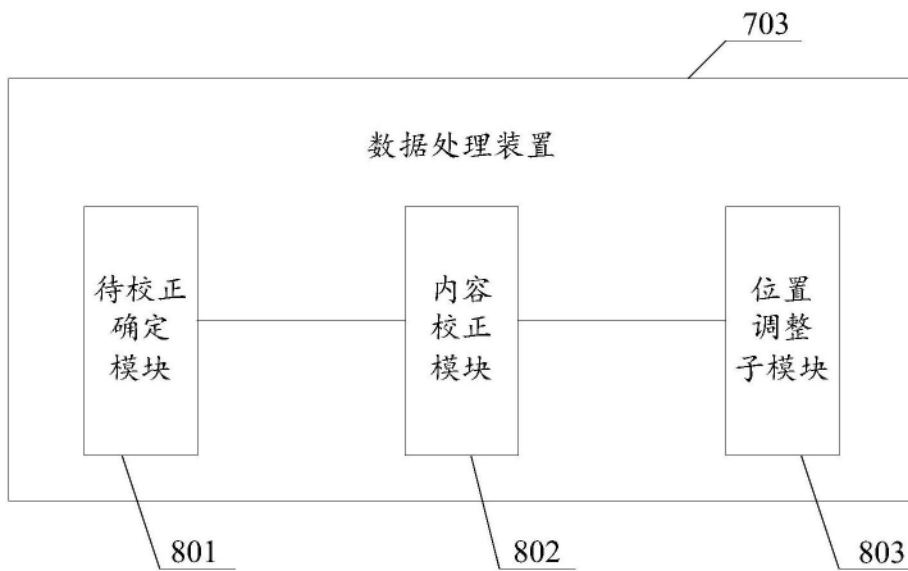 703
数据处理装置
待校正
确定
模块
内容
校正
模块
位置
调整
子模块
801
802
803